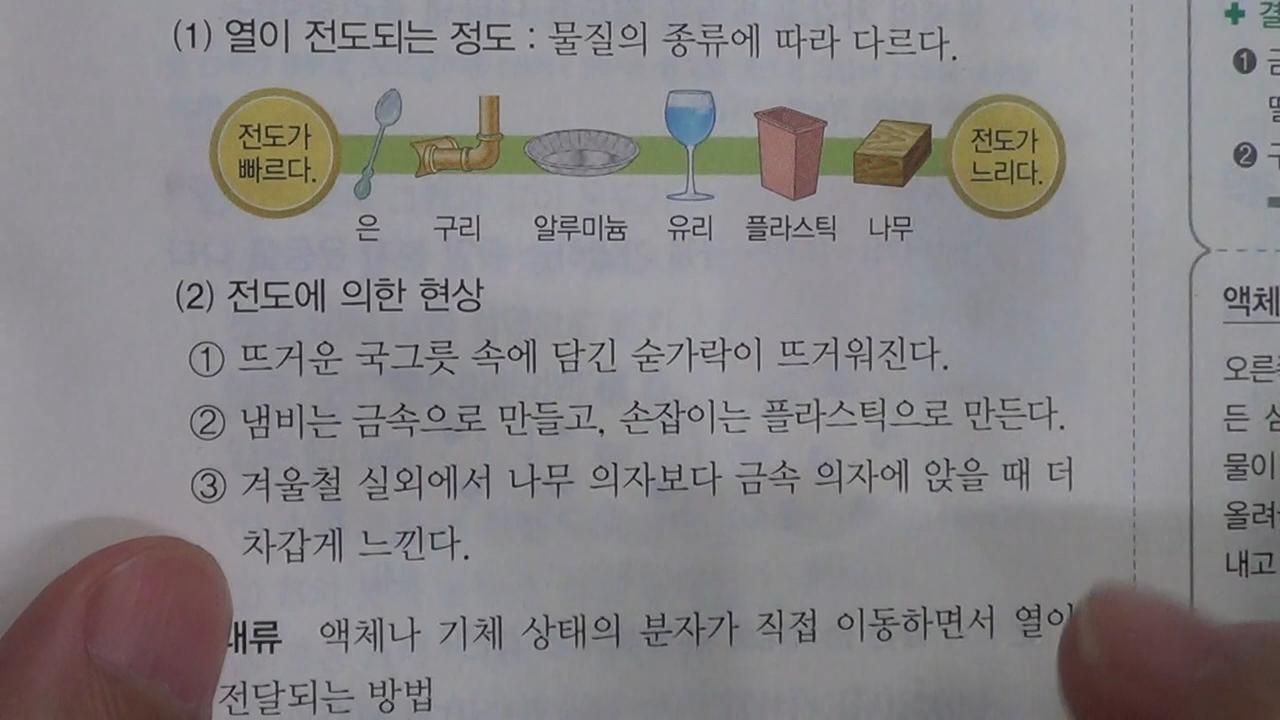 (1) 열이 전도되는 정도 : 물질의 종류에 따라 다르다.
전도가
빠르다.
전도가
느리다.
은 구리 알루미늄 유리 플라스틱 나무
(2) 전도에 의한 현상
① 뜨거운 국그릇 속에 담긴 숟가락이 뜨거워진다.
② 냄비는 금속으로 만들고, 손잡이는 플라스틱으로 만든다.
③ 겨울철 실외에서 나무 의자보다 금속 의자에 앉을 때 더
차갑게 느낀다.
대류 액체나 기체 상태의 분자가 직접 이동하면서 열이
전달되는 방법
❶
❷
액체
든
물이
내고